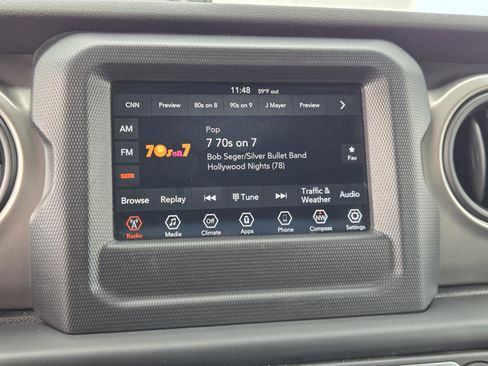 11:48 59°F out
CNN Preview 80s on 8 90s on 9 J Mayer Preview
AM
FM
sxm
70s on 7
Pop
7 70s on 7
Bob Seger/Silver Bullet Band
Hollywood Nights (78)
Fav
Browse Replay Tune Traffic & Weather Audio
Radio Media Off Climate Apps Phone Compass Settings